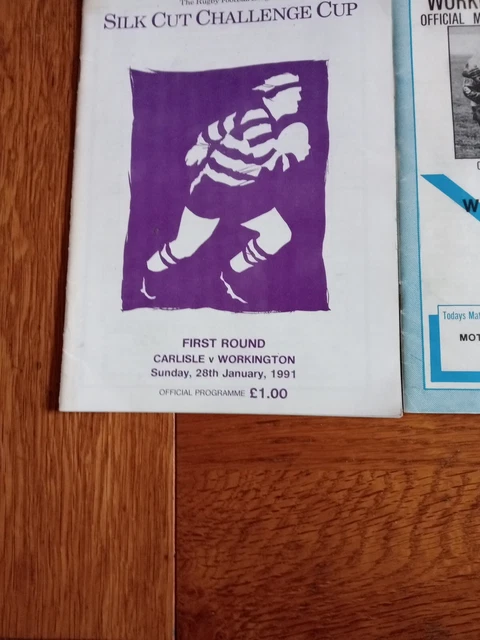 The Rugby Football
SILK CUT CHALLENGE CUP
FIRST ROUND
CARLISLE v WORKINGTON
Sunday, 28th January, 1991
OFFICIAL PROGRAMME £1.00
OFFICIAL M
W
Todays Mat
MOT